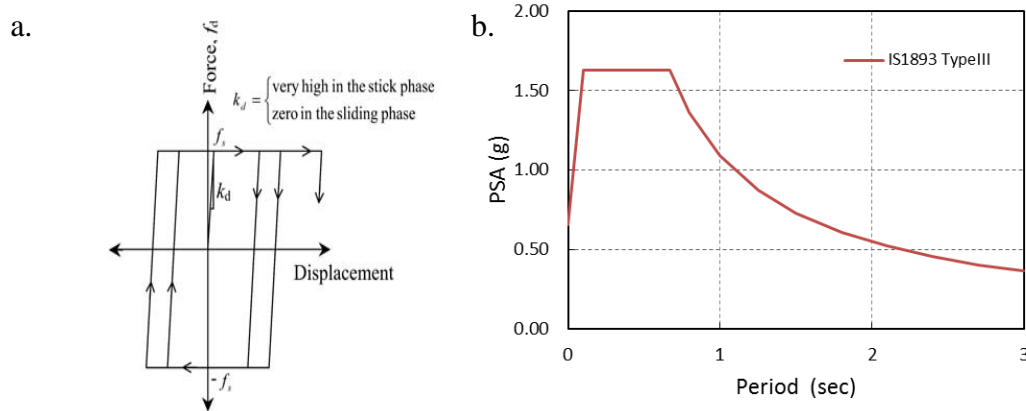 a.
Force, f_d
k_d = { very high in the stick phase
zero in the sliding phase
f_s
k_d
Displacement
- f_s
b.
2.00
1.50
1.00
0.50
0.00
PSA (g)
IS1893 TypeIII
0 1 2 3
Period (sec)